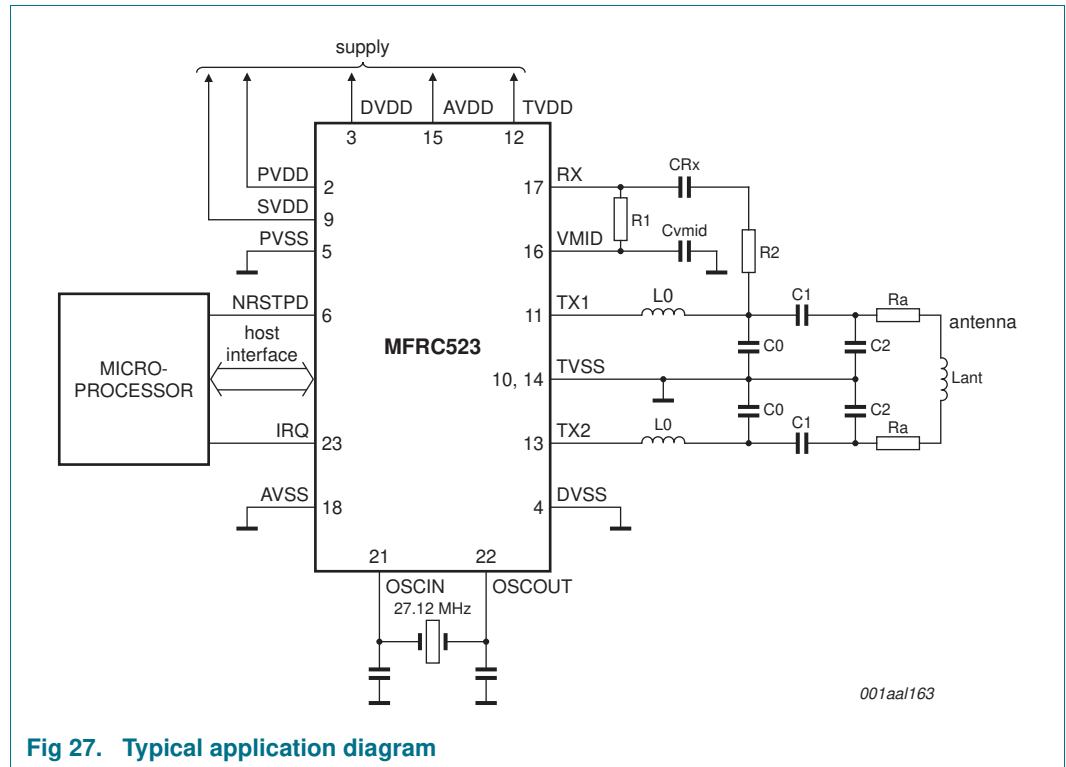 supply
DVDD AVDD TVDD
3 15 12
PVDD 2
SVDD 9
PVSS 5
NRSTPD 6
host
interface
MICRO-
PROCESSOR
IRQ 23
AVSS 18
MFRC523
17 RX
CRx
R1
Cvmid
16 VMID
R2
11 TX1
L0
C1
Ra
antenna
C0
C2
10, 14 TVSS
Lant
C0
C2
13 TX2
L0
C1
Ra
4 DVSS
21 22
OSCIN OSCOUT
27.12 MHz
001aal163
Fig 27. Typical application diagram